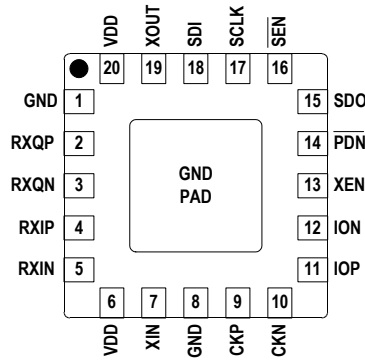 VDD XOUT SDI SCLK S̅E̅N̅
20 19 18 17 16
GND 1 15 SDO
RXQP 2 14 P̅D̅N̅
RXQN 3 13 XEN
RXIP 4 12 ION
RXIN 5 11 IOP
GND
PAD
6 7 8 9 10
VDD XIN GND CKP CKN